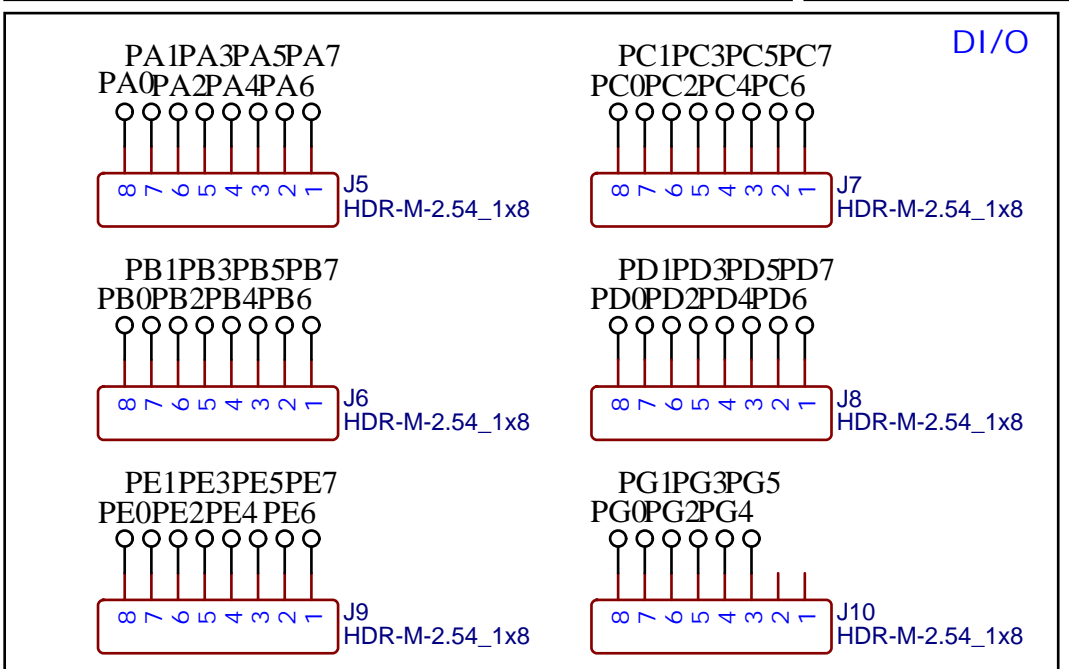 DI/O
PA1PA3PA5PA7
PA0PA2PA4PA6
8 7 6 5 4 3 2 1
J5
HDR-M-2.54_1x8
PC1PC3PC5PC7
PC0PC2PC4PC6
8 7 6 5 4 3 2 1
J7
HDR-M-2.54_1x8
PB1PB3PB5PB7
PB0PB2PB4PB6
8 7 6 5 4 3 2 1
J6
HDR-M-2.54_1x8
PD1PD3PD5PD7
PD0PD2PD4PD6
8 7 6 5 4 3 2 1
J8
HDR-M-2.54_1x8
PE1PE3PE5PE7
PE0PE2PE4 PE6
8 7 6 5 4 3 2 1
J9
HDR-M-2.54_1x8
PG1PG3PG5
PG0PG2PG4
8 7 6 5 4 3 2 1
J10
HDR-M-2.54_1x8